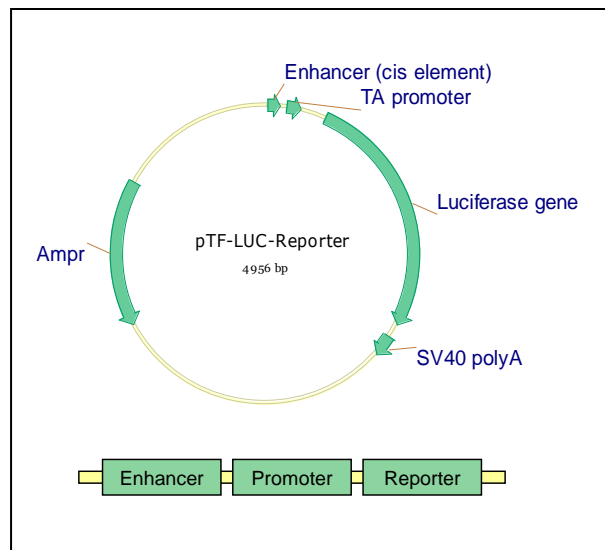 Enhancer (cis element)
TA promoter
Luciferase gene
pTF-LUC-Reporter
4956 bp
Ampr
SV40 polyA
Enhancer
Promoter
Reporter